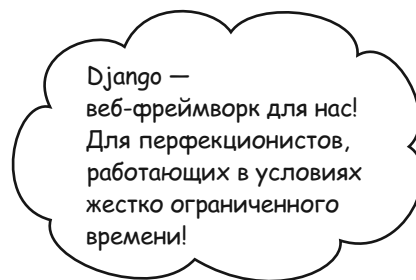 Django —
веб-фреймворк для нас!
Для перфекционистов,
работающих в условиях
жестко ограниченного
времени!